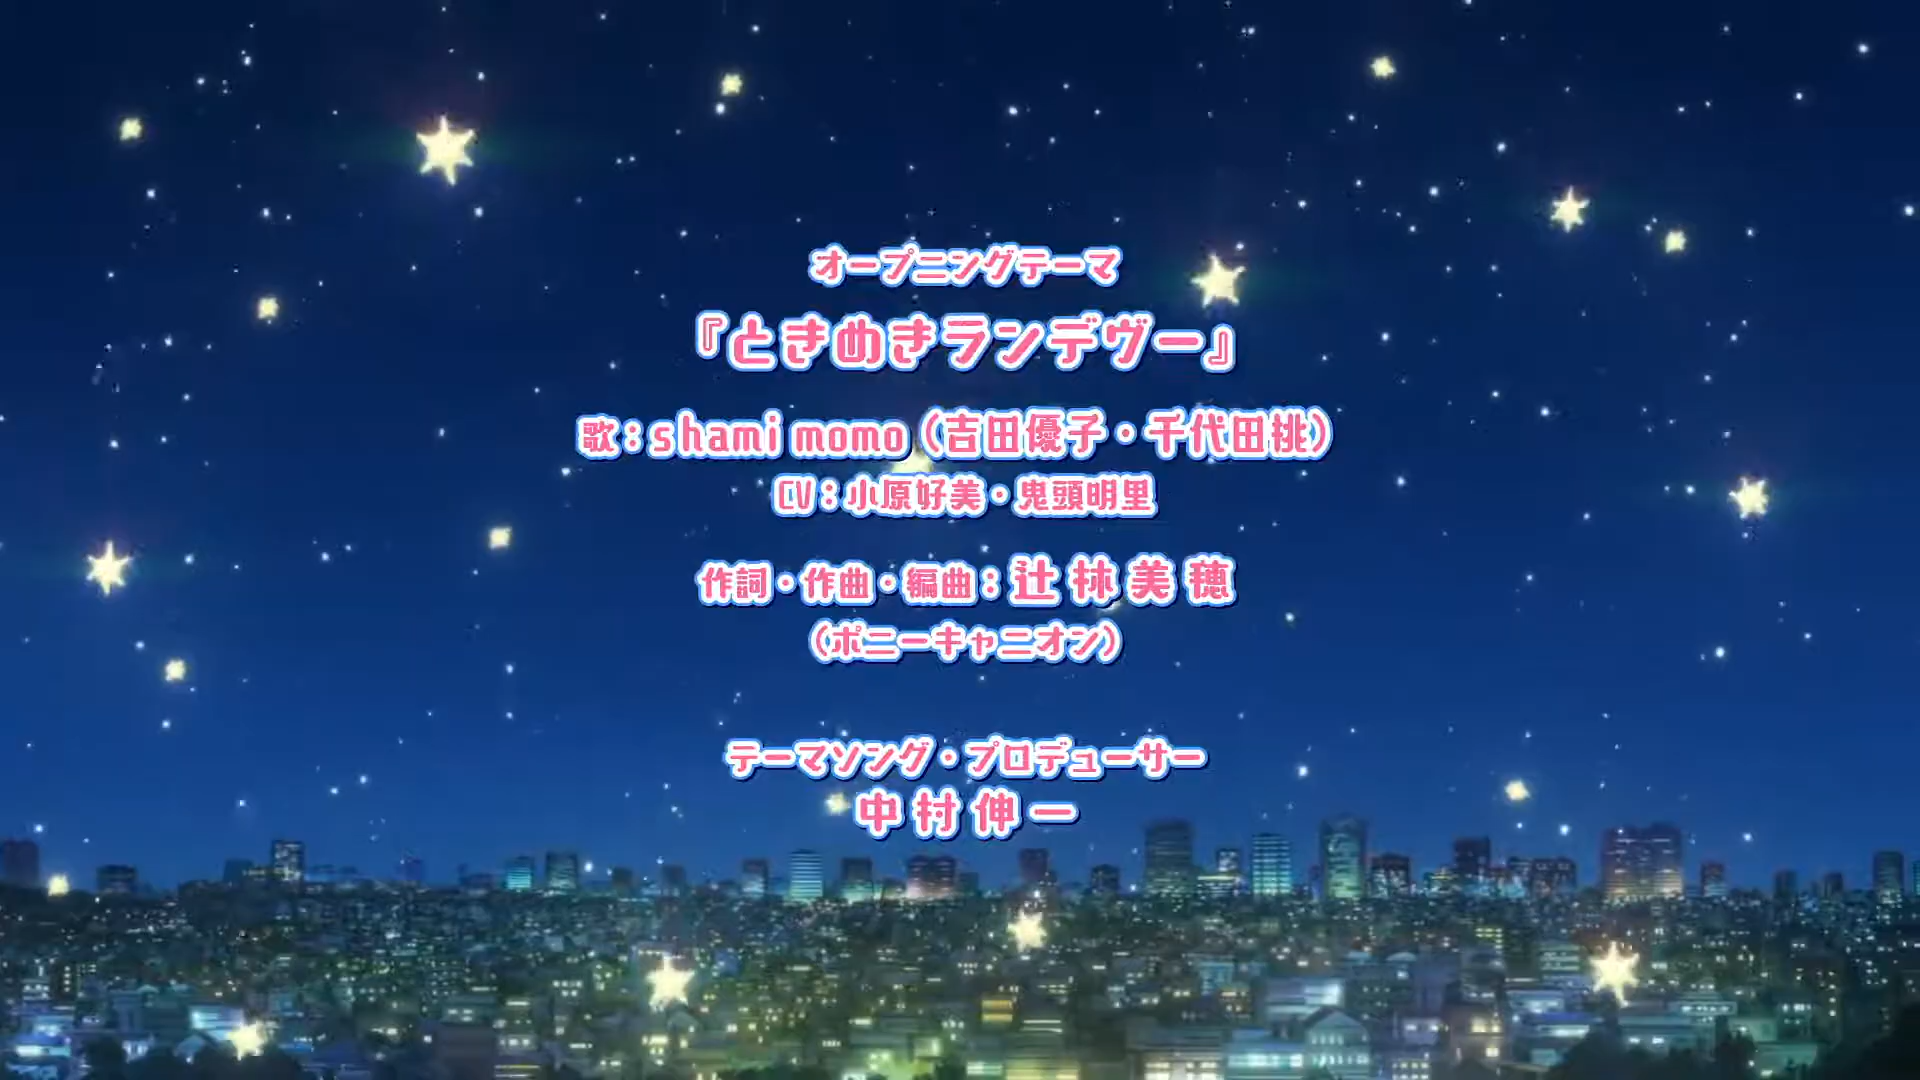 オープニングテーマ
『ときめきランデヴー』
歌：shami momo（吉田優子・千代田桃）
CV：小原好美・鬼頭明里
作詞・作曲・編曲：辻林美穂
（ポニーキャニオン）
テーマソング・プロデューサー
中村伸一